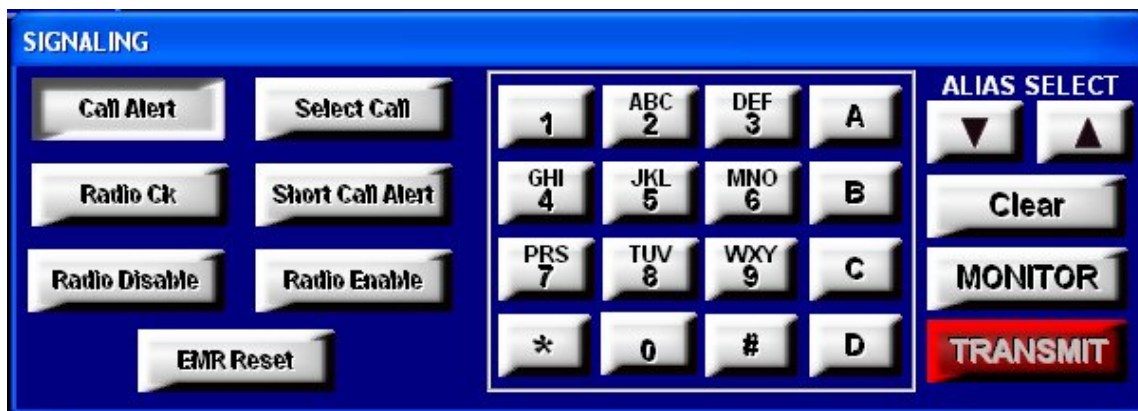 SIGNALING
Call Alert
Select Call
Radio Ck
Short Call Alert
Radio Disable
Radio Enable
EMR Reset
1
ABC
2
DEF
3
A
GHI
4
JKL
5
MNO
6
B
PRS
7
TUV
8
WXY
9
C
*
0
#
D
ALIAS SELECT
▼
▲
Clear
MONITOR
TRANSMIT